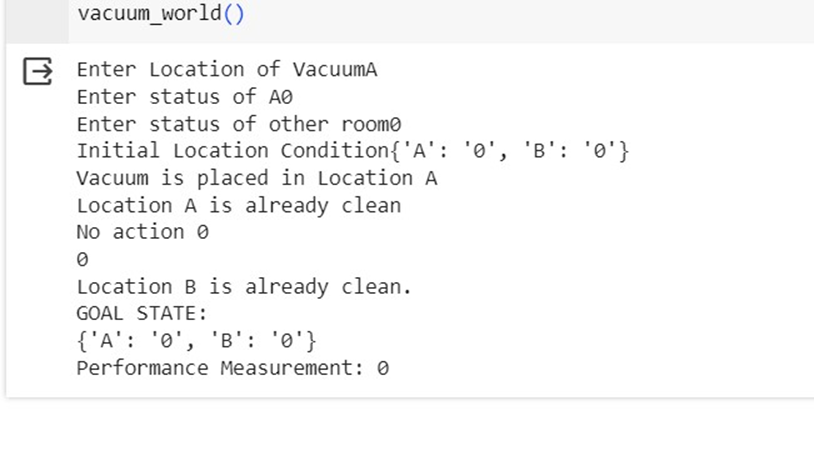 vacuum_world()
Enter Location of VacuumA
Enter status of A0
Enter status of other room0
Initial Location Condition{'A': '0', 'B': '0'}
Vacuum is placed in Location A
Location A is already clean
No action 0
0
Location B is already clean.
GOAL STATE:
{'A': '0', 'B': '0'}
Performance Measurement: 0